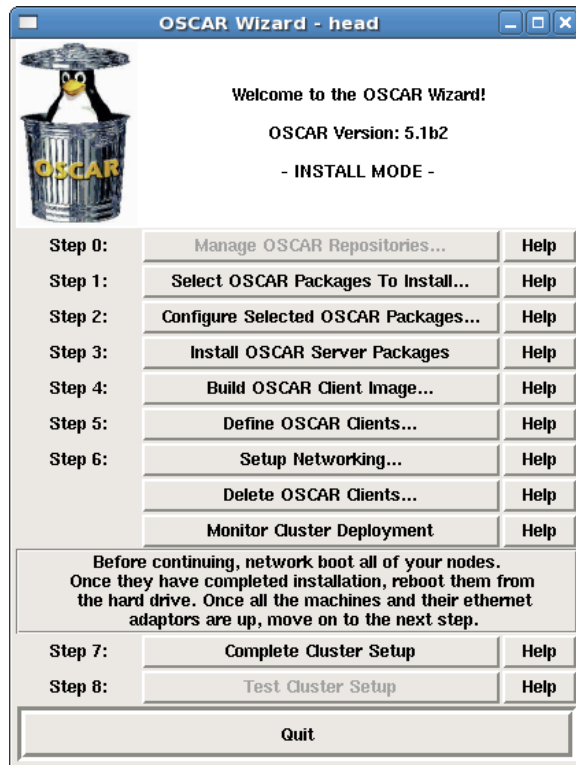 OSCAR Wizard - head
OSCAR
Welcome to the OSCAR Wizard!
OSCAR Version: 5.1b2
- INSTALL MODE -
Step 0: Manage OSCAR Repositories... Help
Step 1: Select OSCAR Packages To Install... Help
Step 2: Configure Selected OSCAR Packages... Help
Step 3: Install OSCAR Server Packages Help
Step 4: Build OSCAR Client Image... Help
Step 5: Define OSCAR Clients... Help
Step 6: Setup Networking... Help
Delete OSCAR Clients... Help
Monitor Cluster Deployment Help
Before continuing, network boot all of your nodes.
Once they have completed installation, reboot them from
the hard drive. Once all the machines and their ethernet
adaptors are up, move on to the next step.
Step 7: Complete Cluster Setup Help
Step 8: Test Cluster Setup Help
Quit